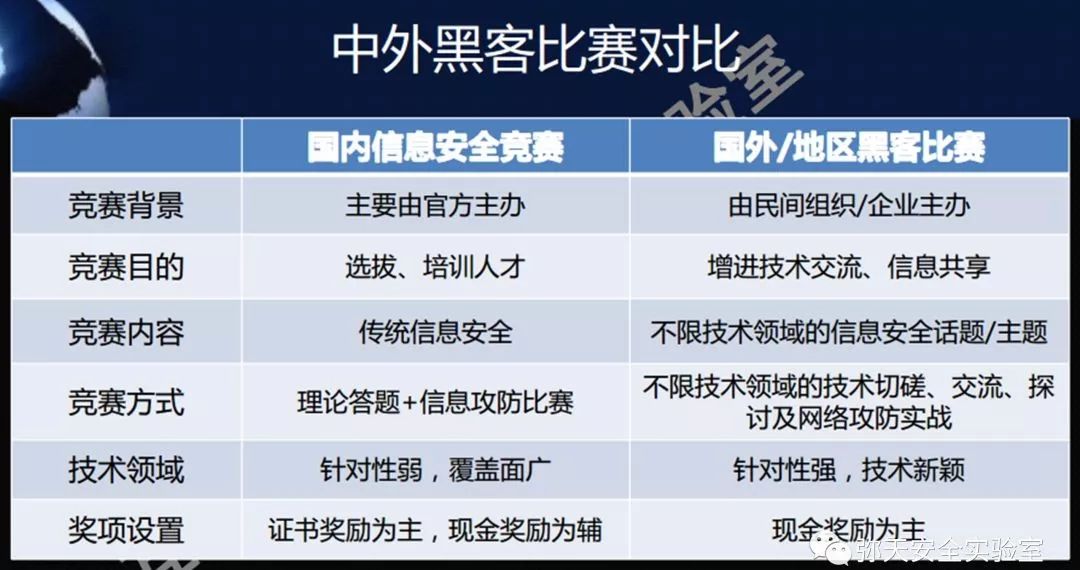 中外黑客比赛对比
验室
国内信息安全竞赛
国外/地区黑客比赛
竞赛背景
主要由官方主办
由民间组织/企业主办
竞赛目的
选拔、培训人才
增进技术交流、信息共享
竞赛内容
传统信息安全
不限技术领域的信息安全话题/主题
竞赛方式
理论答题+信息攻防比赛
不限技术领域的技术切磋、交流、探
讨及网络攻防实战
技术领域
针对性弱，覆盖面广
针对性强，技术新颖
奖项设置
证书奖励为主，现金奖励为辅
现金奖励为主
弥天安全实验室